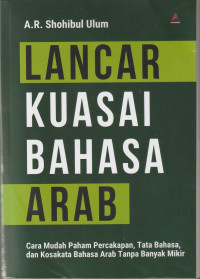 A.R. Shohibul Ulum
LANCAR
KUASAI
BAHASA
ARAB
Cara Mudah Paham Percakapan, Tata Bahasa,
dan Kosakata Bahasa Arab Tanpa Banyak Mikir